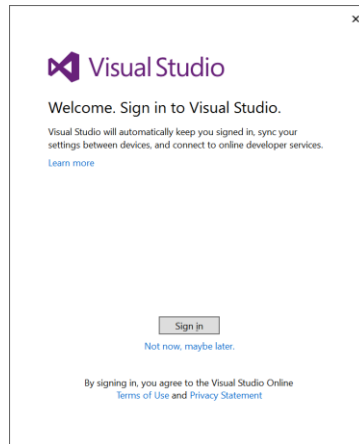 Visual Studio
Welcome. Sign in to Visual Studio.
Visual Studio will automatically keep you signed in, sync your
settings between devices, and connect to online developer services.
Learn more
Sign in
Not now, maybe later.
By signing in, you agree to the Visual Studio Online
Terms of Use and Privacy Statement